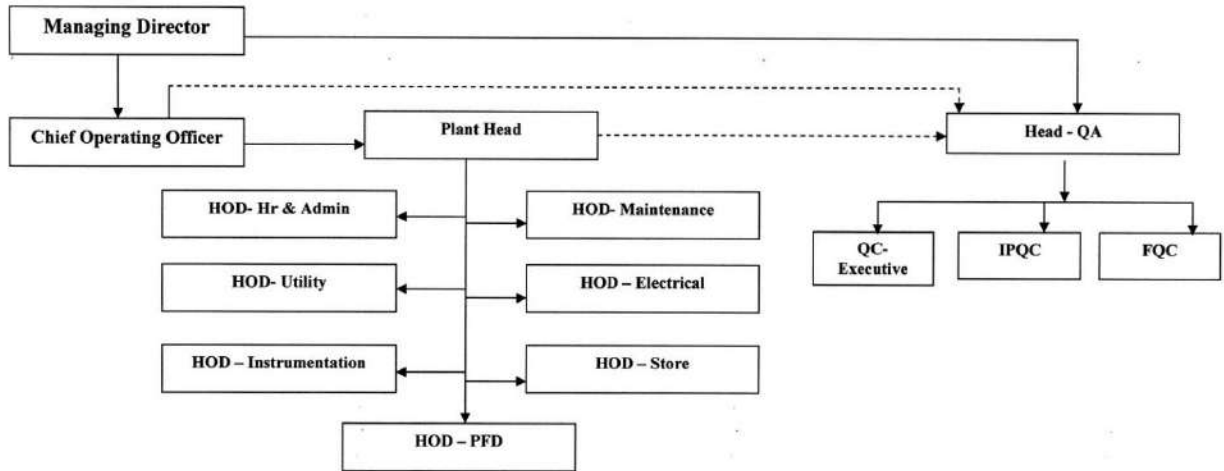 Managing Director
Chief Operating Officer
Plant Head
Head - QA
HOD- Hr & Admin
HOD- Maintenance
QC-
Executive
IPQC
FQC
HOD- Utility
HOD – Electrical
HOD – Instrumentation
HOD – Store
HOD – PFD